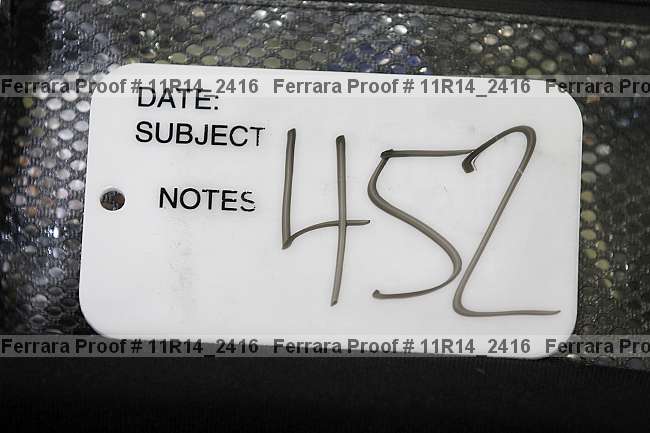 Ferrara Proof # 11R14_2416 Ferrara Proof # 11R14_2416 Ferrara Proof #
DATE:
SUBJECT
NOTES
452
Ferrara Proof # 11R14_2416 Ferrara Proof # 11R14_2416 Ferrara Proof #